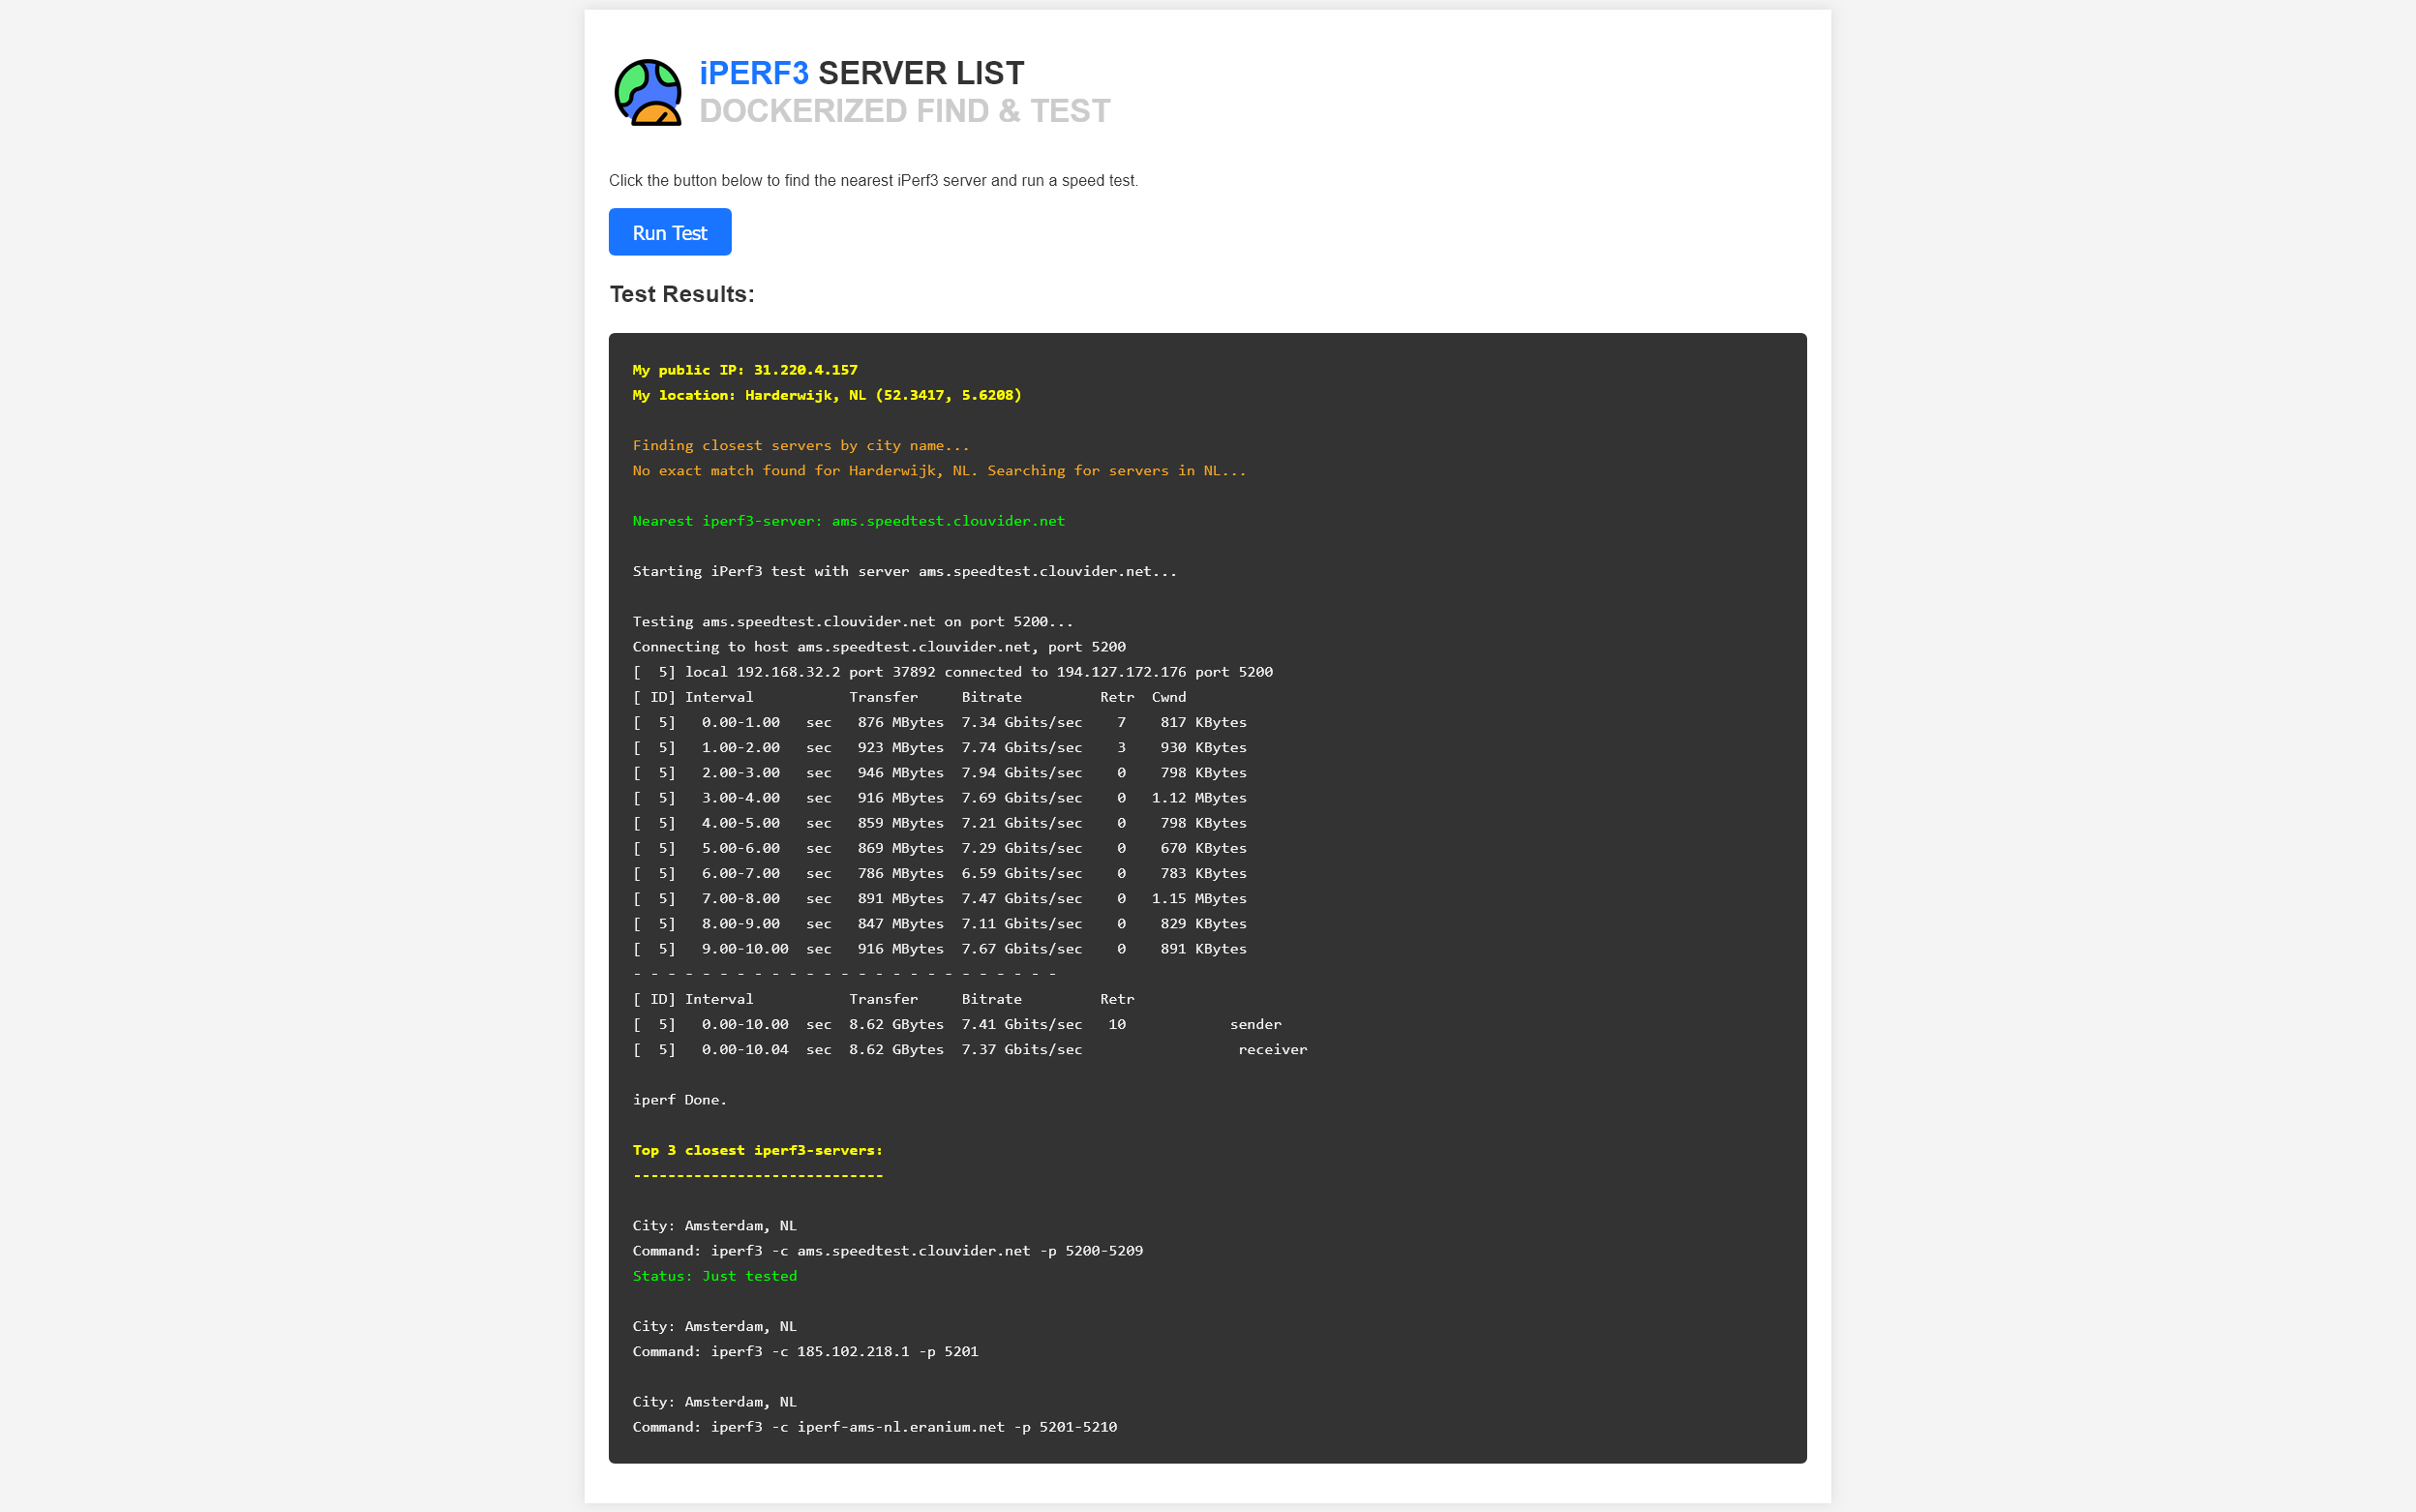 iPERF3 SERVER LIST
DOCKERIZED FIND & TEST
Click the button below to find the nearest iPerf3 server and run a speed test.
Run Test
Test Results:
My public IP: 31.220.4.157
My location: Harderwijk, NL (52.3417, 5.6208)
Finding closest servers by city name...
No exact match found for Harderwijk, NL. Searching for servers in NL...
Nearest iperf3-server: ams.speedtest.clouvider.net
Starting iPerf3 test with server ams.speedtest.clouvider.net...
Testing ams.speedtest.clouvider.net on port 5200...
Connecting to host ams.speedtest.clouvider.net, port 5200
[  5] local 192.168.32.2 port 37892 connected to 194.127.172.176 port 5200
[ ID] Interval           Transfer     Bitrate         Retr  Cwnd
[  5]   0.00-1.00   sec   876 MBytes  7.34 Gbits/sec    7    817 KBytes
[  5]   1.00-2.00   sec   923 MBytes  7.74 Gbits/sec    3    930 KBytes
[  5]   2.00-3.00   sec   946 MBytes  7.94 Gbits/sec    0    798 KBytes
[  5]   3.00-4.00   sec   916 MBytes  7.69 Gbits/sec    0   1.12 MBytes
[  5]   4.00-5.00   sec   859 MBytes  7.21 Gbits/sec    0    798 KBytes
[  5]   5.00-6.00   sec   869 MBytes  7.29 Gbits/sec    0    670 KBytes
[  5]   6.00-7.00   sec   786 MBytes  6.59 Gbits/sec    0    783 KBytes
[  5]   7.00-8.00   sec   891 MBytes  7.47 Gbits/sec    0   1.15 MBytes
[  5]   8.00-9.00   sec   847 MBytes  7.11 Gbits/sec    0    829 KBytes
[  5]   9.00-10.00  sec   916 MBytes  7.67 Gbits/sec    0    891 KBytes
- - - - - - - - - - - - - - - - - - - - - - - - -
[ ID] Interval           Transfer     Bitrate         Retr
[  5]   0.00-10.00  sec  8.62 GBytes  7.41 Gbits/sec   10            sender
[  5]   0.00-10.04  sec  8.62 GBytes  7.37 Gbits/sec                  receiver
iperf Done.
Top 3 closest iperf3-servers:
-----------------------------
City: Amsterdam, NL
Command: iperf3 -c ams.speedtest.clouvider.net -p 5200-5209
Status: Just tested
City: Amsterdam, NL
Command: iperf3 -c 185.102.218.1 -p 5201
City: Amsterdam, NL
Command: iperf3 -c iperf-ams-nl.eranium.net -p 5201-5210